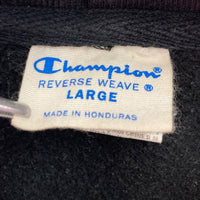 Champion®
REVERSE WEAVE®
LARGE
MADE IN HONDURAS